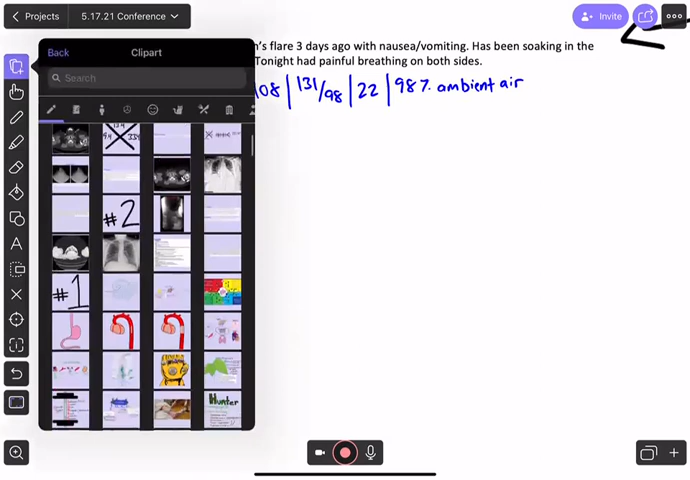 Projects
5.17.21 Conference
Invite
Back
Clipart
Search
flare 3 days ago with nausea/vomiting. Has been soaking in the
Tonight had painful breathing on both sides.
108 | 131/98 | 22 | 98%. ambient air
#2
#1
Hunter
A